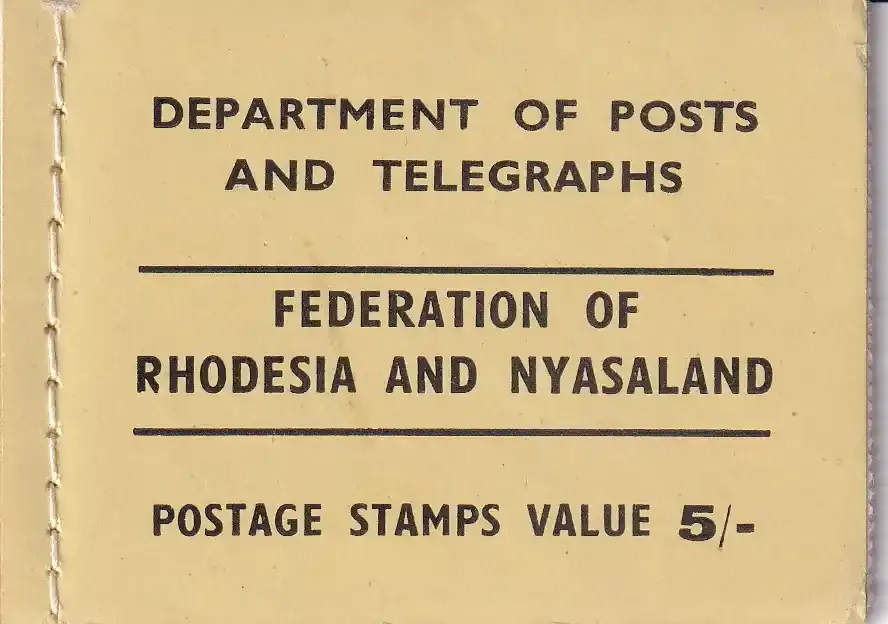 DEPARTMENT OF POSTS
AND TELEGRAPHS
FEDERATION OF
RHODESIA AND NYASALAND
POSTAGE STAMPS VALUE 5/-